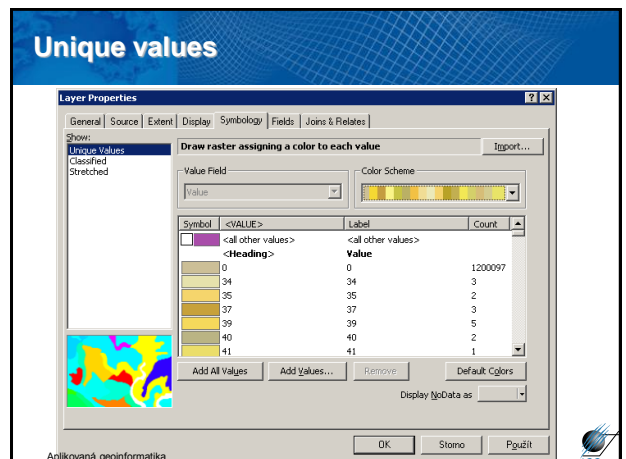 Unique values
Layer Properties
General Source Extent Display Symbology Fields Joins & Relates
Show:
Unique Values
Classified
Stretched
Draw raster assigning a color to each value
Import...
Value Field
Value
Color Scheme
Symbol <VALUE> Label Count
<all other values> <all other values>
<Heading> Value
0 0 1200097
34 34 3
35 35 2
37 37 3
39 39 5
40 40 2
41 41 1
Add All Values Add Values... Remove Default Colors
Display NoData as
OK Storno Použít
Aplikovaná geoinformatika